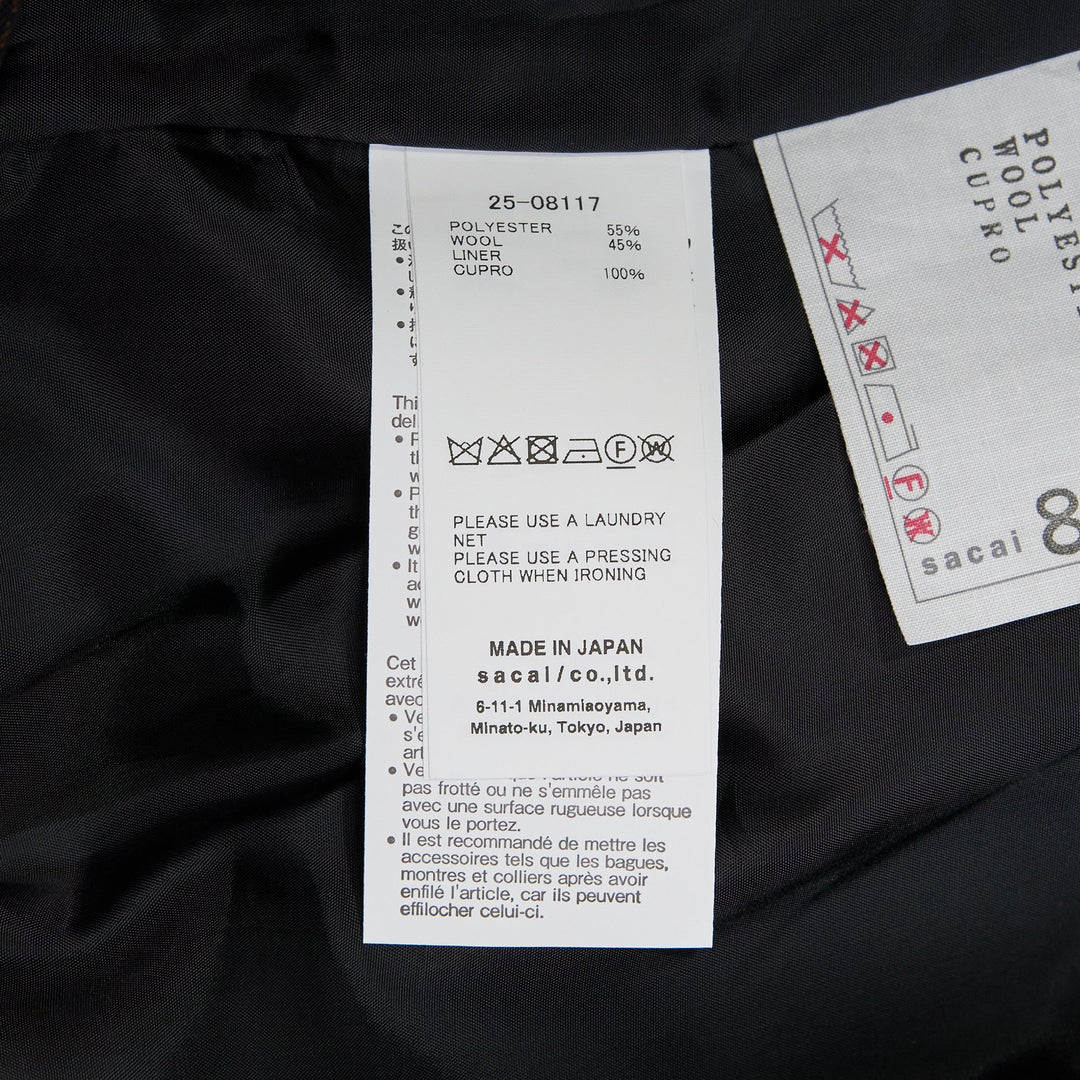 25-08117
POLYESTER 55%
WOOL 45%
LINER
CUPRO 100%
F
W
PLEASE USE A LAUNDRY
NET
PLEASE USE A PRESSING
CLOTH WHEN IRONING
MADE IN JAPAN
sacai/co.,ltd.
6-11-1 Minamiaoyama,
Minato-ku, Tokyo, Japan
この
Cet
pas frotté ou ne s'emmêle pas
avec une surface rugueuse lorsque
vous le portez.
• Il est recommandé de mettre les
accessoires tels que les bagues,
montres et colliers après avoir
enfilé l'article, car ils peuvent
effilocher celui-ci.
WOOL
CUPRO
F
W
sacai